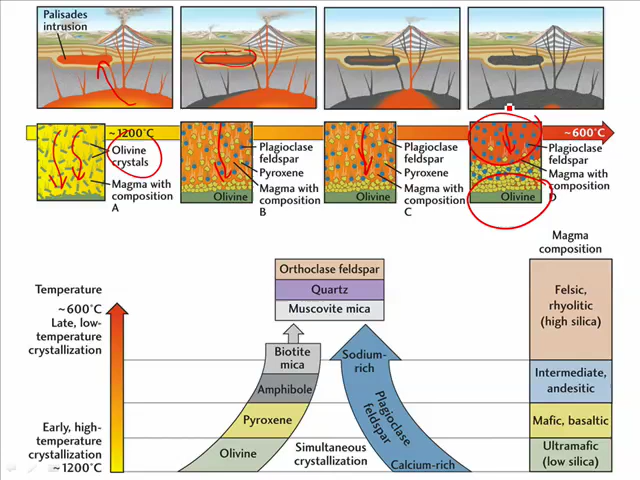 Palisades
intrusion
~1200°C
~600°C
Olivine
crystals
Magma with
composition
A
Plagioclase
feldspar
Pyroxene
Magma with
composition
B
Olivine
Plagioclase
feldspar
Pyroxene
Magma with
composition
C
Olivine
Plagioclase
feldspar
Magma with
composition
D
Olivine
Magma
composition
Temperature
~600°C
Late, low-
temperature
crystallization
Early, high-
temperature
crystallization
~1200°C
Orthoclase feldspar
Quartz
Muscovite mica
Biotite
mica
Amphibole
Pyroxene
Olivine
Sodium-
rich
Plagioclase
feldspar
Calcium-rich
Simultaneous
crystallization
Felsic,
rhyolitic
(high silica)
Intermediate,
andesitic
Mafic, basaltic
Ultramafic
(low silica)